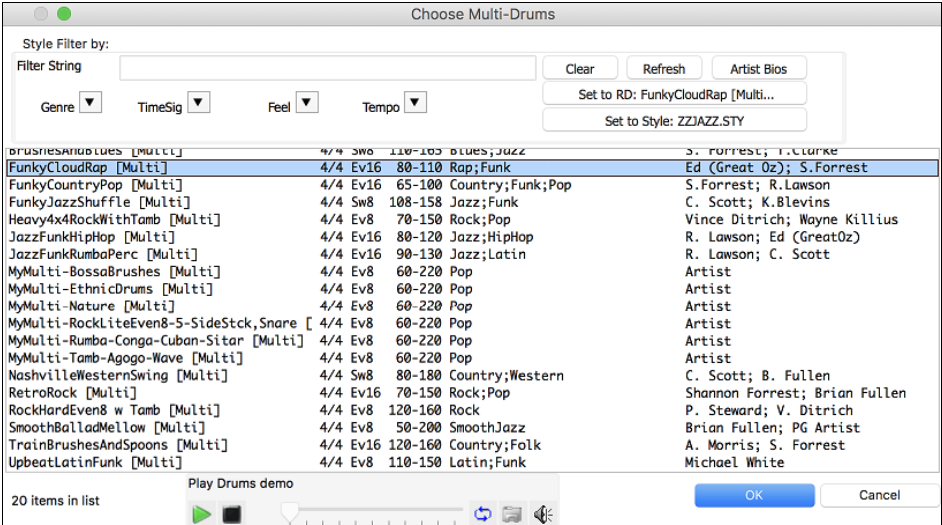 Choose Multi-Drums
Style Filter by:
Filter String
Clear
Refresh
Artist Bios
Genre
TimeSig
Feel
Tempo
Set to RD: FunkyCloudRap [Multi...
Set to Style: ZZJAZZ.STY
BrushesAndBlues [Multi] 4/4 Sw8 110-165 Blues;Jazz S. Forrest; T.Clarke
FunkyCloudRap [Multi] 4/4 Ev16 80-110 Rap;Funk Ed (Great Oz); S.Forrest
FunkyCountryPop [Multi] 4/4 Ev16 65-100 Country;Funk;Pop S.Forrest; R.Lawson
FunkyJazzShuffle [Multi] 4/4 Sw8 108-158 Jazz;Funk C. Scott; K.Blevins
Heavy4x4RockWithTamb [Multi] 4/4 Ev8 70-150 Rock;Pop Vince Ditrich; Wayne Killius
JazzFunkHipHop [Multi] 4/4 Ev16 80-120 Jazz;HipHop R. Lawson; Ed (GreatOz)
JazzFunkRumbaPerc [Multi] 4/4 Ev16 90-130 Jazz;Latin R. Lawson; C. Scott
MyMulti-BossaBrushes [Multi] 4/4 Ev8 60-220 Pop Artist
MyMulti-EthnicDrums [Multi] 4/4 Ev8 60-220 Pop Artist
MyMulti-Nature [Multi] 4/4 Ev8 60-220 Pop Artist
MyMulti-RockLiteEven8-5-SideStck,Snare [ 4/4 Ev8 60-220 Pop Artist
MyMulti-Rumba-Conga-Cuban-Sitar [Multi] 4/4 Ev8 60-220 Pop Artist
MyMulti-Tamb-Agogo-Wave [Multi] 4/4 Ev8 60-220 Pop Artist
NashvilleWesternSwing [Multi] 4/4 Sw8 80-180 Country;Western C. Scott; B. Fullen
RetroRock [Multi] 4/4 Ev16 70-150 Rock;Pop Shannon Forrest; Brian Fullen
RockHardEven8 w Tamb [Multi] 4/4 Ev8 120-160 Rock P. Steward; V. Ditrich
SmoothBalladMellow [Multi] 4/4 Ev8 50-200 SmoothJazz Brian Fullen; PG Artist
TrainBrushesAndSpoons [Multi] 4/4 Ev16 120-160 Country;Folk A. Morris; S. Forrest
UpbeatLatinFunk [Multi] 4/4 Ev8 110-150 Latin;Funk Michael White
Play Drums demo
20 items in list
OK
Cancel